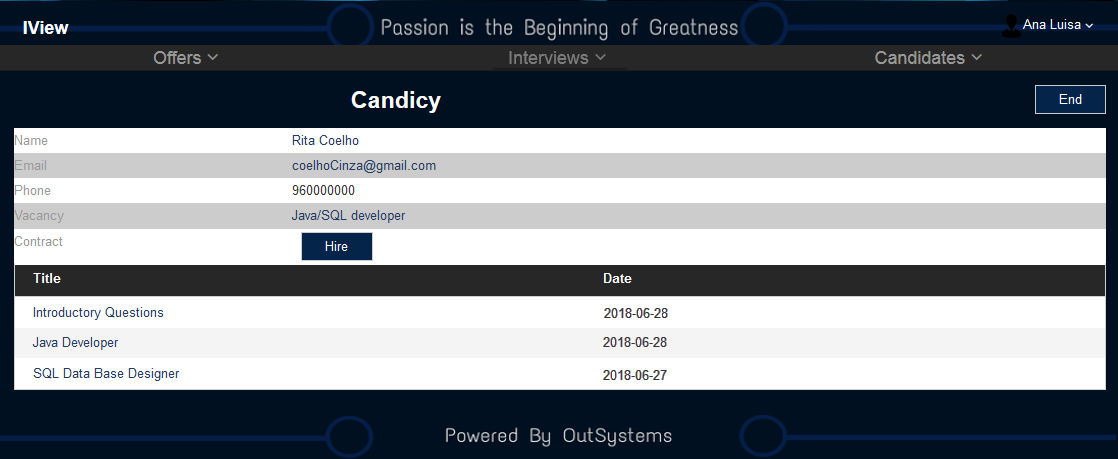 IView Passion is the Beginning of Greatness Ana Luisa
Offers Interviews Candidates
Candicy End
Name Rita Coelho
Email coelhoCinza@gmail.com
Phone 960000000
Vacancy Java/SQL developer
Contract Hire
Title Date
Introductory Questions 2018-06-28
Java Developer 2018-06-28
SQL Data Base Designer 2018-06-27
Powered By OutSystems